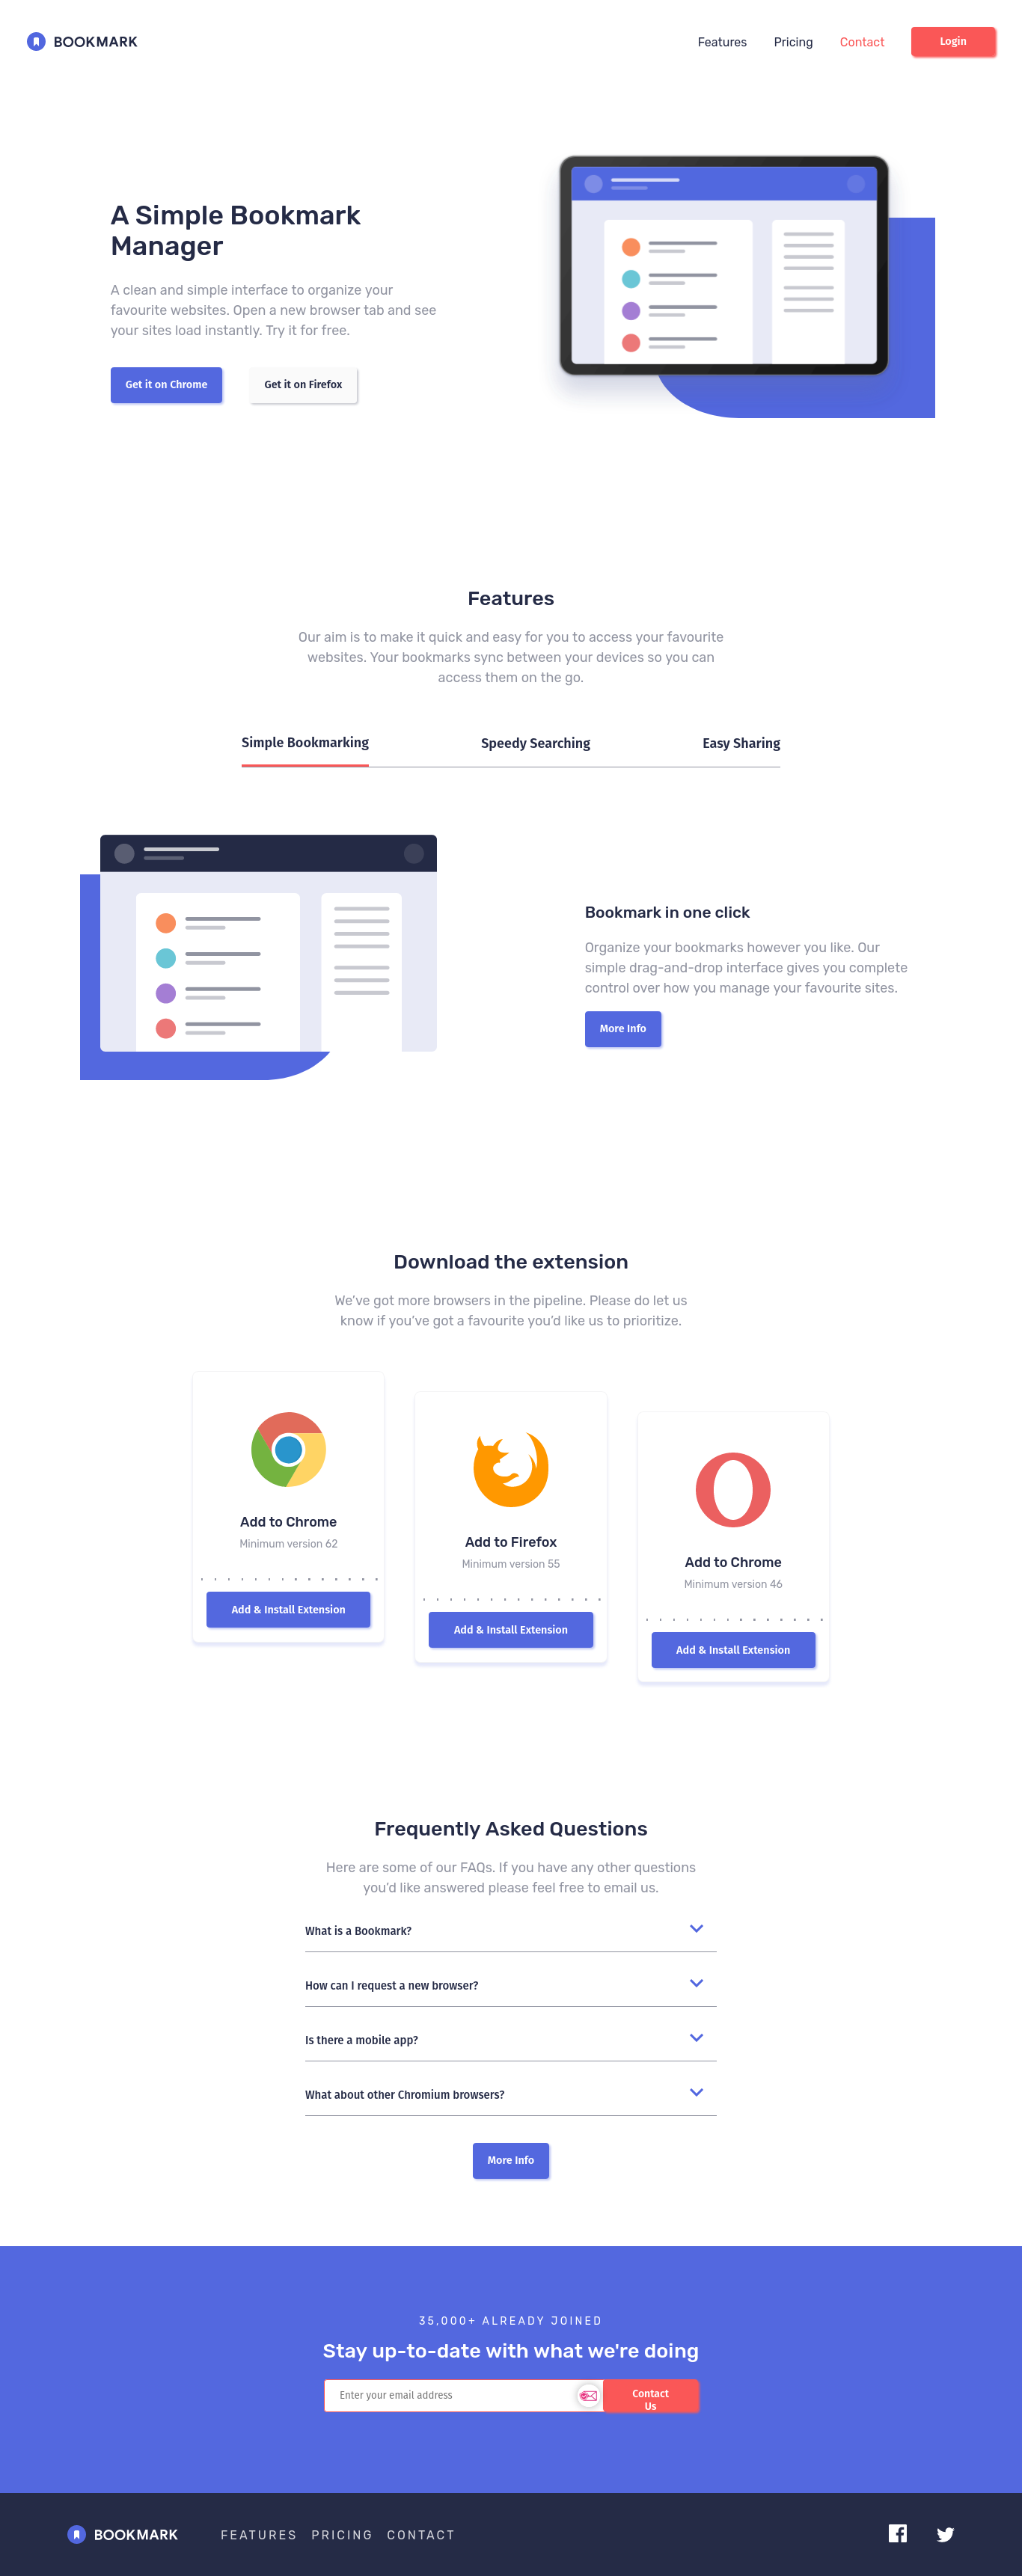 BOOKMARK
Features
Pricing
Contact
Login
A Simple Bookmark
Manager
A clean and simple interface to organize your
favourite websites. Open a new browser tab and see
your sites load instantly. Try it for free.
Get it on Chrome
Get it on Firefox
Features
Our aim is to make it quick and easy for you to access your favourite
websites. Your bookmarks sync between your devices so you can
access them on the go.
Simple Bookmarking
Speedy Searching
Easy Sharing
Bookmark in one click
Organize your bookmarks however you like. Our
simple drag-and-drop interface gives you complete
control over how you manage your favourite sites.
More Info
Download the extension
We've got more browsers in the pipeline. Please do let us
know if you've got a favourite you'd like us to prioritize.
Add to Chrome
Minimum version 62
Add & Install Extension
Add to Firefox
Minimum version 55
Add & Install Extension
Add to Chrome
Minimum version 46
Add & Install Extension
Frequently Asked Questions
Here are some of our FAQs. If you have any other questions
you'd like answered please feel free to email us.
What is a Bookmark?
How can I request a new browser?
Is there a mobile app?
What about other Chromium browsers?
More Info
35,000+ ALREADY JOINED
Stay up-to-date with what we're doing
Enter your email address
Contact
Us
BOOKMARK
FEATURES
PRICING
CONTACT